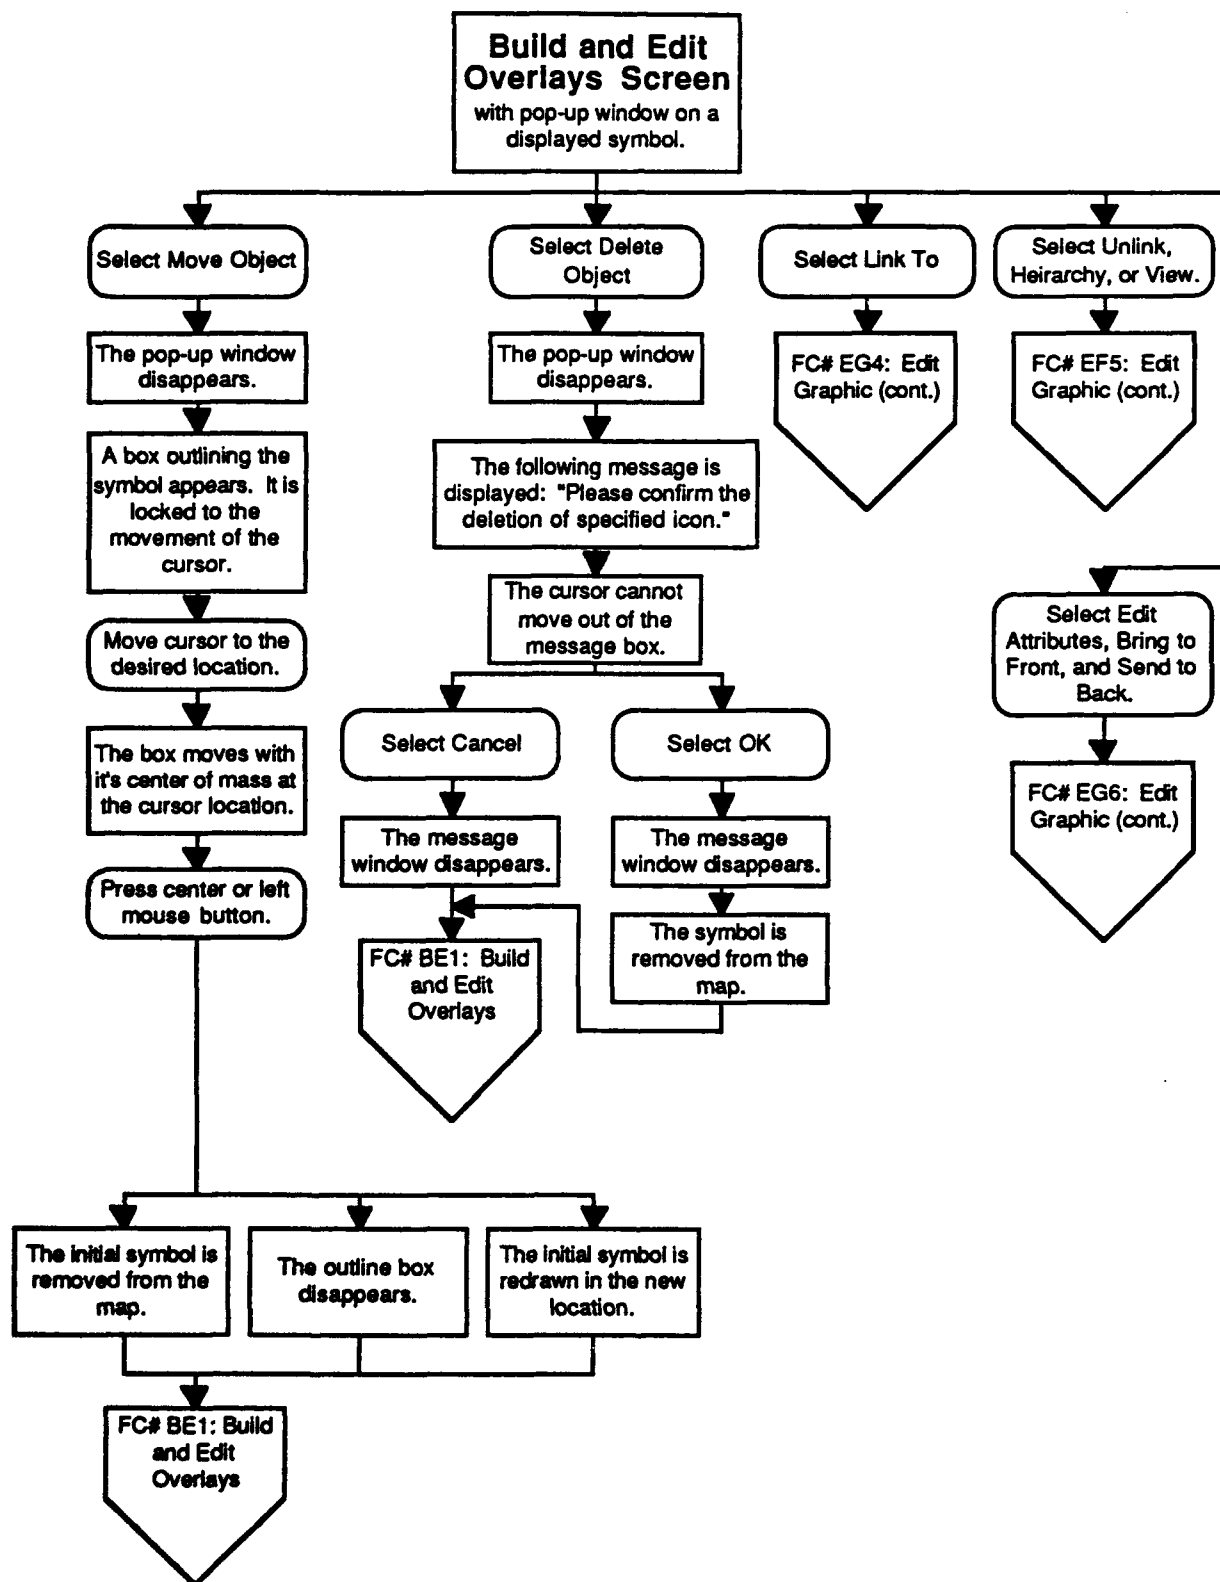 Build and Edit
Overlays Screen
with pop-up window on a
displayed symbol.
Select Move Object
The pop-up window
disappears.
A box outlining the
symbol appears. It is
locked to the
movement of the
cursor.
Move cursor to the
desired location.
The box moves with
it's center of mass at
the cursor location.
Press center or left
mouse button.
The initial symbol is
removed from the
map.
The outline box
disappears.
The initial symbol is
redrawn in the new
location.
FC# BE1: Build
and Edit
Overlays
Select Delete
Object
The pop-up window
disappears.
The following message is
displayed: "Please confirm the
deletion of specified icon."
The cursor cannot
move out of the
message box.
Select Cancel
The message
window disappears.
FC# BE1: Build
and Edit
Overlays
Select OK
The message
window disappears.
The symbol is
removed from the
map.
Select Link To
FC# EG4: Edit
Graphic (cont.)
Select Unlink,
Heirarchy, or View.
FC# EF5: Edit
Graphic (cont.)
Select Edit
Attributes, Bring to
Front, and Send to
Back.
FC# EG6: Edit
Graphic (cont.)